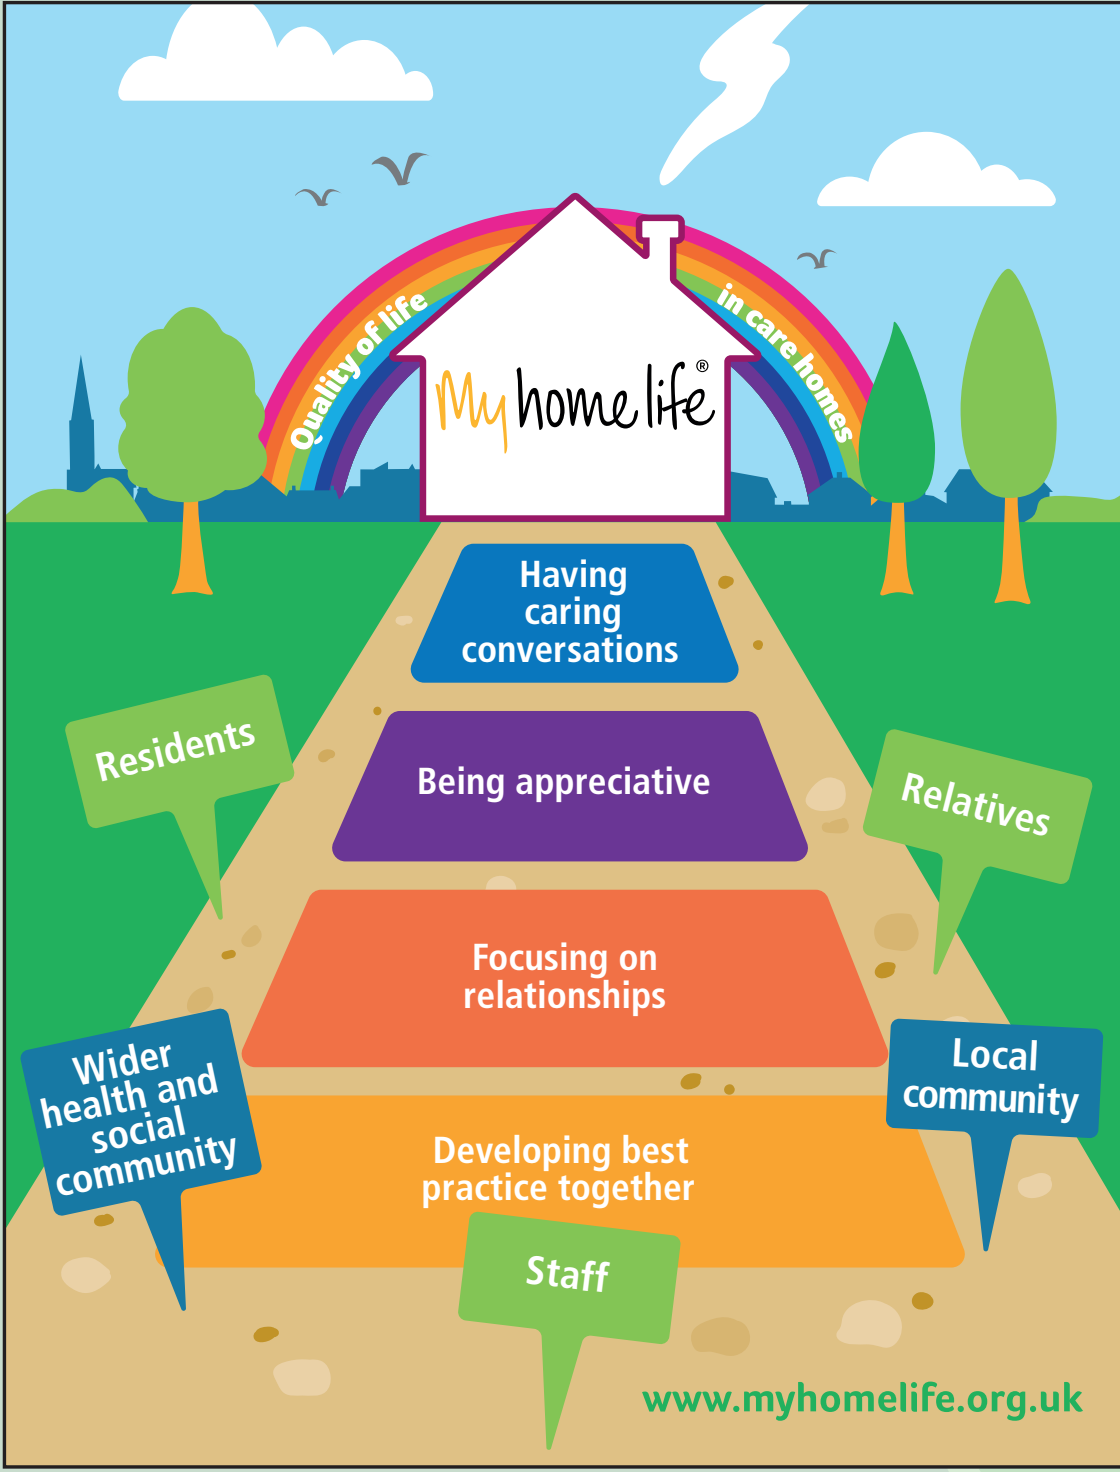 Quality of life
in care homes
My home life®
Having
caring
conversations
Residents
Being appreciative
Relatives
Focusing on
relationships
Wider
health and
social
community
Local
community
Developing best
practice together
Staff
www.myhomelife.org.uk